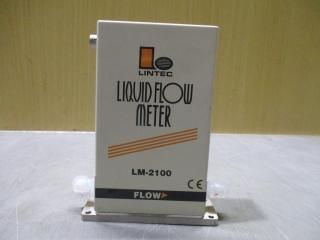 LINTEC
LIQUID FLOW
METER
LM-2100
CE
FLOW